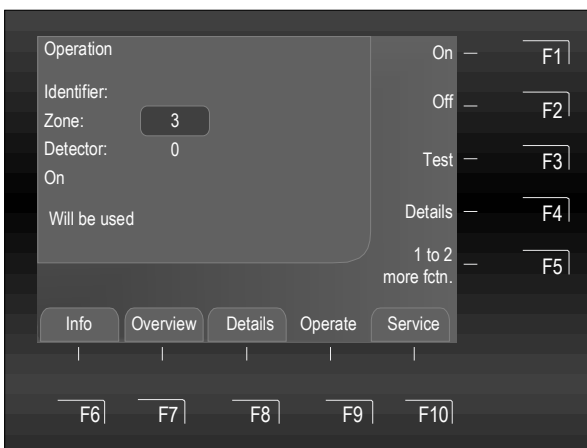 Operation
Identifier:
Zone: 3
Detector: 0
On
Will be used
On F1
Off F2
Test F3
Details F4
1 to 2
more fctn. F5
Info Overview Details Operate Service
F6 F7 F8 F9 F10